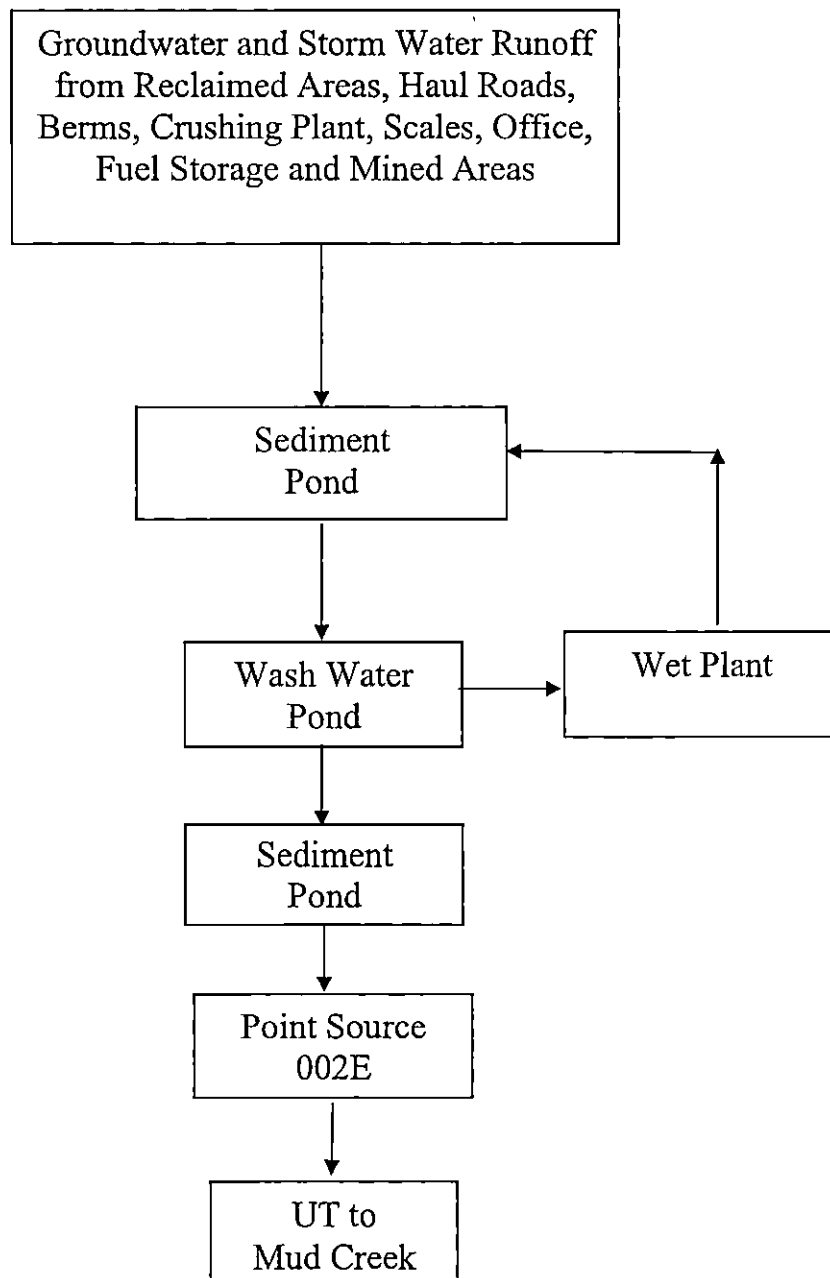 Groundwater and Storm Water Runoff
from Reclaimed Areas, Haul Roads,
Berms, Crushing Plant, Scales, Office,
Fuel Storage and Mined Areas
Sediment
Pond
Wash Water
Pond
Wet Plant
Sediment
Pond
Point Source
002E
UT to
Mud Creek